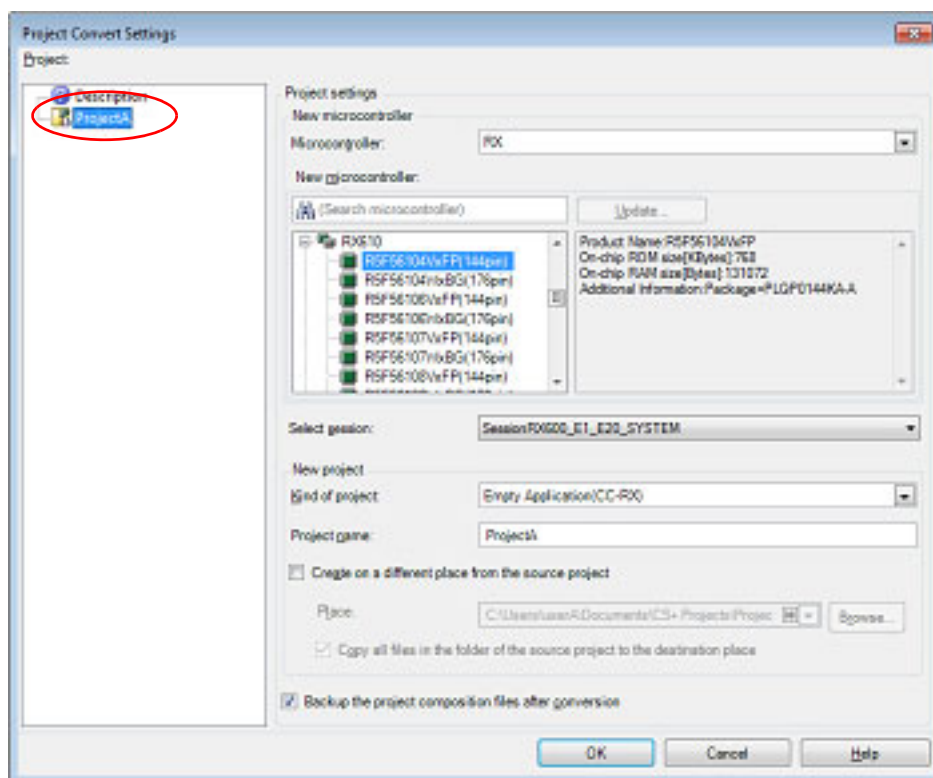 Project Convert Settings
Project:
Description
ProjectA
Project settings
New microcontroller
Microcontroller:
RX
New microcontroller:
(Search microcontroller)
Update...
RX610
R5F56104VxFP(144pin)
R5F56104WxBG(176pin)
R5F56106VxFP(144pin)
R5F56106WxBG(176pin)
R5F56107VxFP(144pin)
R5F56107WxBG(176pin)
R5F56108VxFP(144pin)
Product Name:R5F56104VxFP
On-chip ROM size[KBytes]:768
On-chip RAM size[Bytes]:131072
Additional Information:Package=PLQP0144KA-A
Select session:
SessionRX600_E1_E20_SYSTEM
New project
Kind of project:
Empty Application(CC-RX)
Project name:
ProjectA
Create on a different place from the source project
Place:
C:\Users\userA\Documents\CS+ Projects\Projec
Browse...
Copy all files in the folder of the source project to the destination place
Backup the project composition files after conversion
OK
Cancel
Help